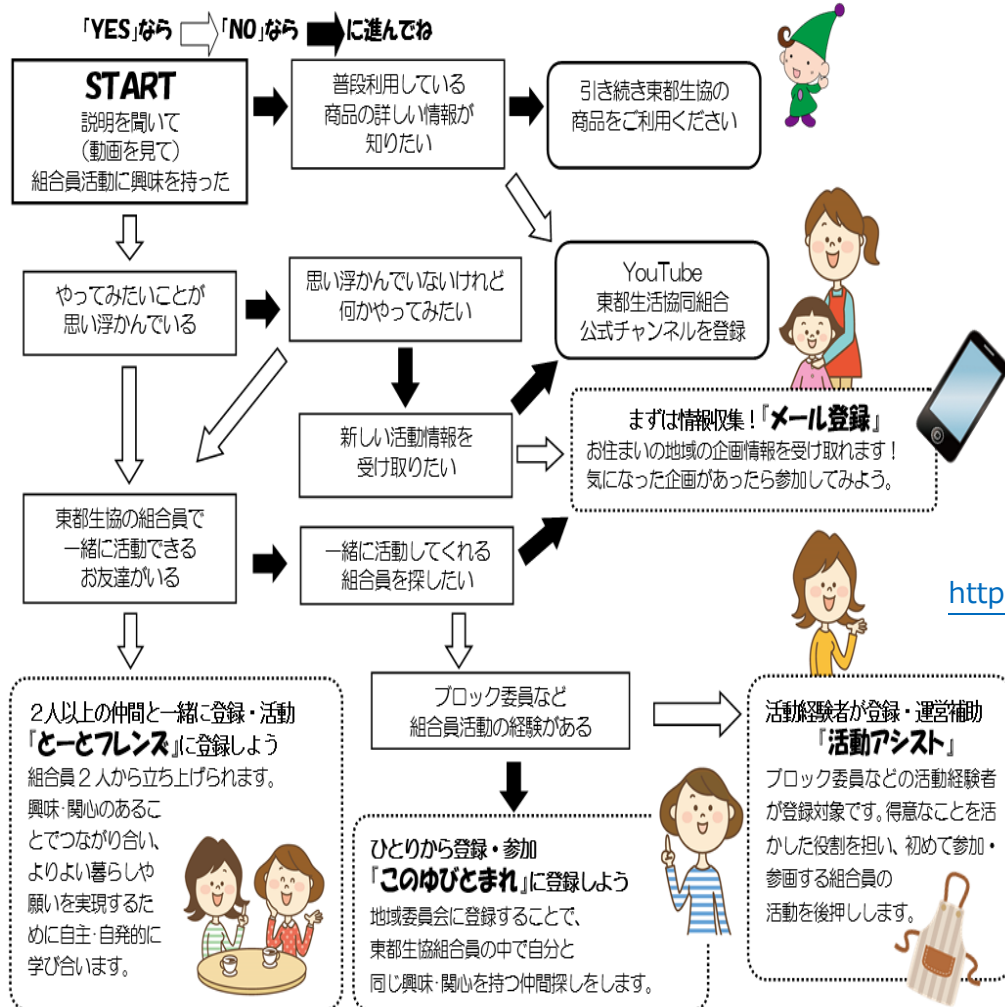 「YES」なら 「NO」なら に進んでね
START
説明を聞いて
(動画を見て)
組合員活動に興味を持った
普段利用している
商品の詳しい情報が
知りたい
引き続き東都生協の
商品をご利用ください
やってみたいことが
思い浮かんでいる
思い浮かんでいないけれど
何かやってみたい
YouTube
東都生活協同組合
公式チャンネルを登録
新しい活動情報を
受け取りたい
まずは情報収集!『メール登録』
お住まいの地域の企画情報を受け取れます!
気になった企画があったら参加してみよう。
東都生協の組合員で
一緒に活動できる
お友達がいる
一緒に活動してくれる
組合員を探したい
http
2人以上の仲間と一緒に登録・活動
『とーとフレンズ』に登録しよう
組合員2人から立ち上げられます。
興味・関心のあるこ
とでつながり合い、
よりよい暮らしや
願いを実現するた
めに自主・自発的に
学び合います。
ブロック委員など
組合員活動の経験がある
活動経験者が登録・運営補助
『活動アシスト』
ブロック委員などの活動経験者
が登録対象です。得意なことを活
かした役割を担い、初めて参加・
参画する組合員の
活動を後押しします。
ひとりから登録・参加
『このゆびとまれ』に登録しよう
地域委員会に登録することで、
東都生協組合員の中で自分と
同じ興味・関心を持つ仲間探しをします。